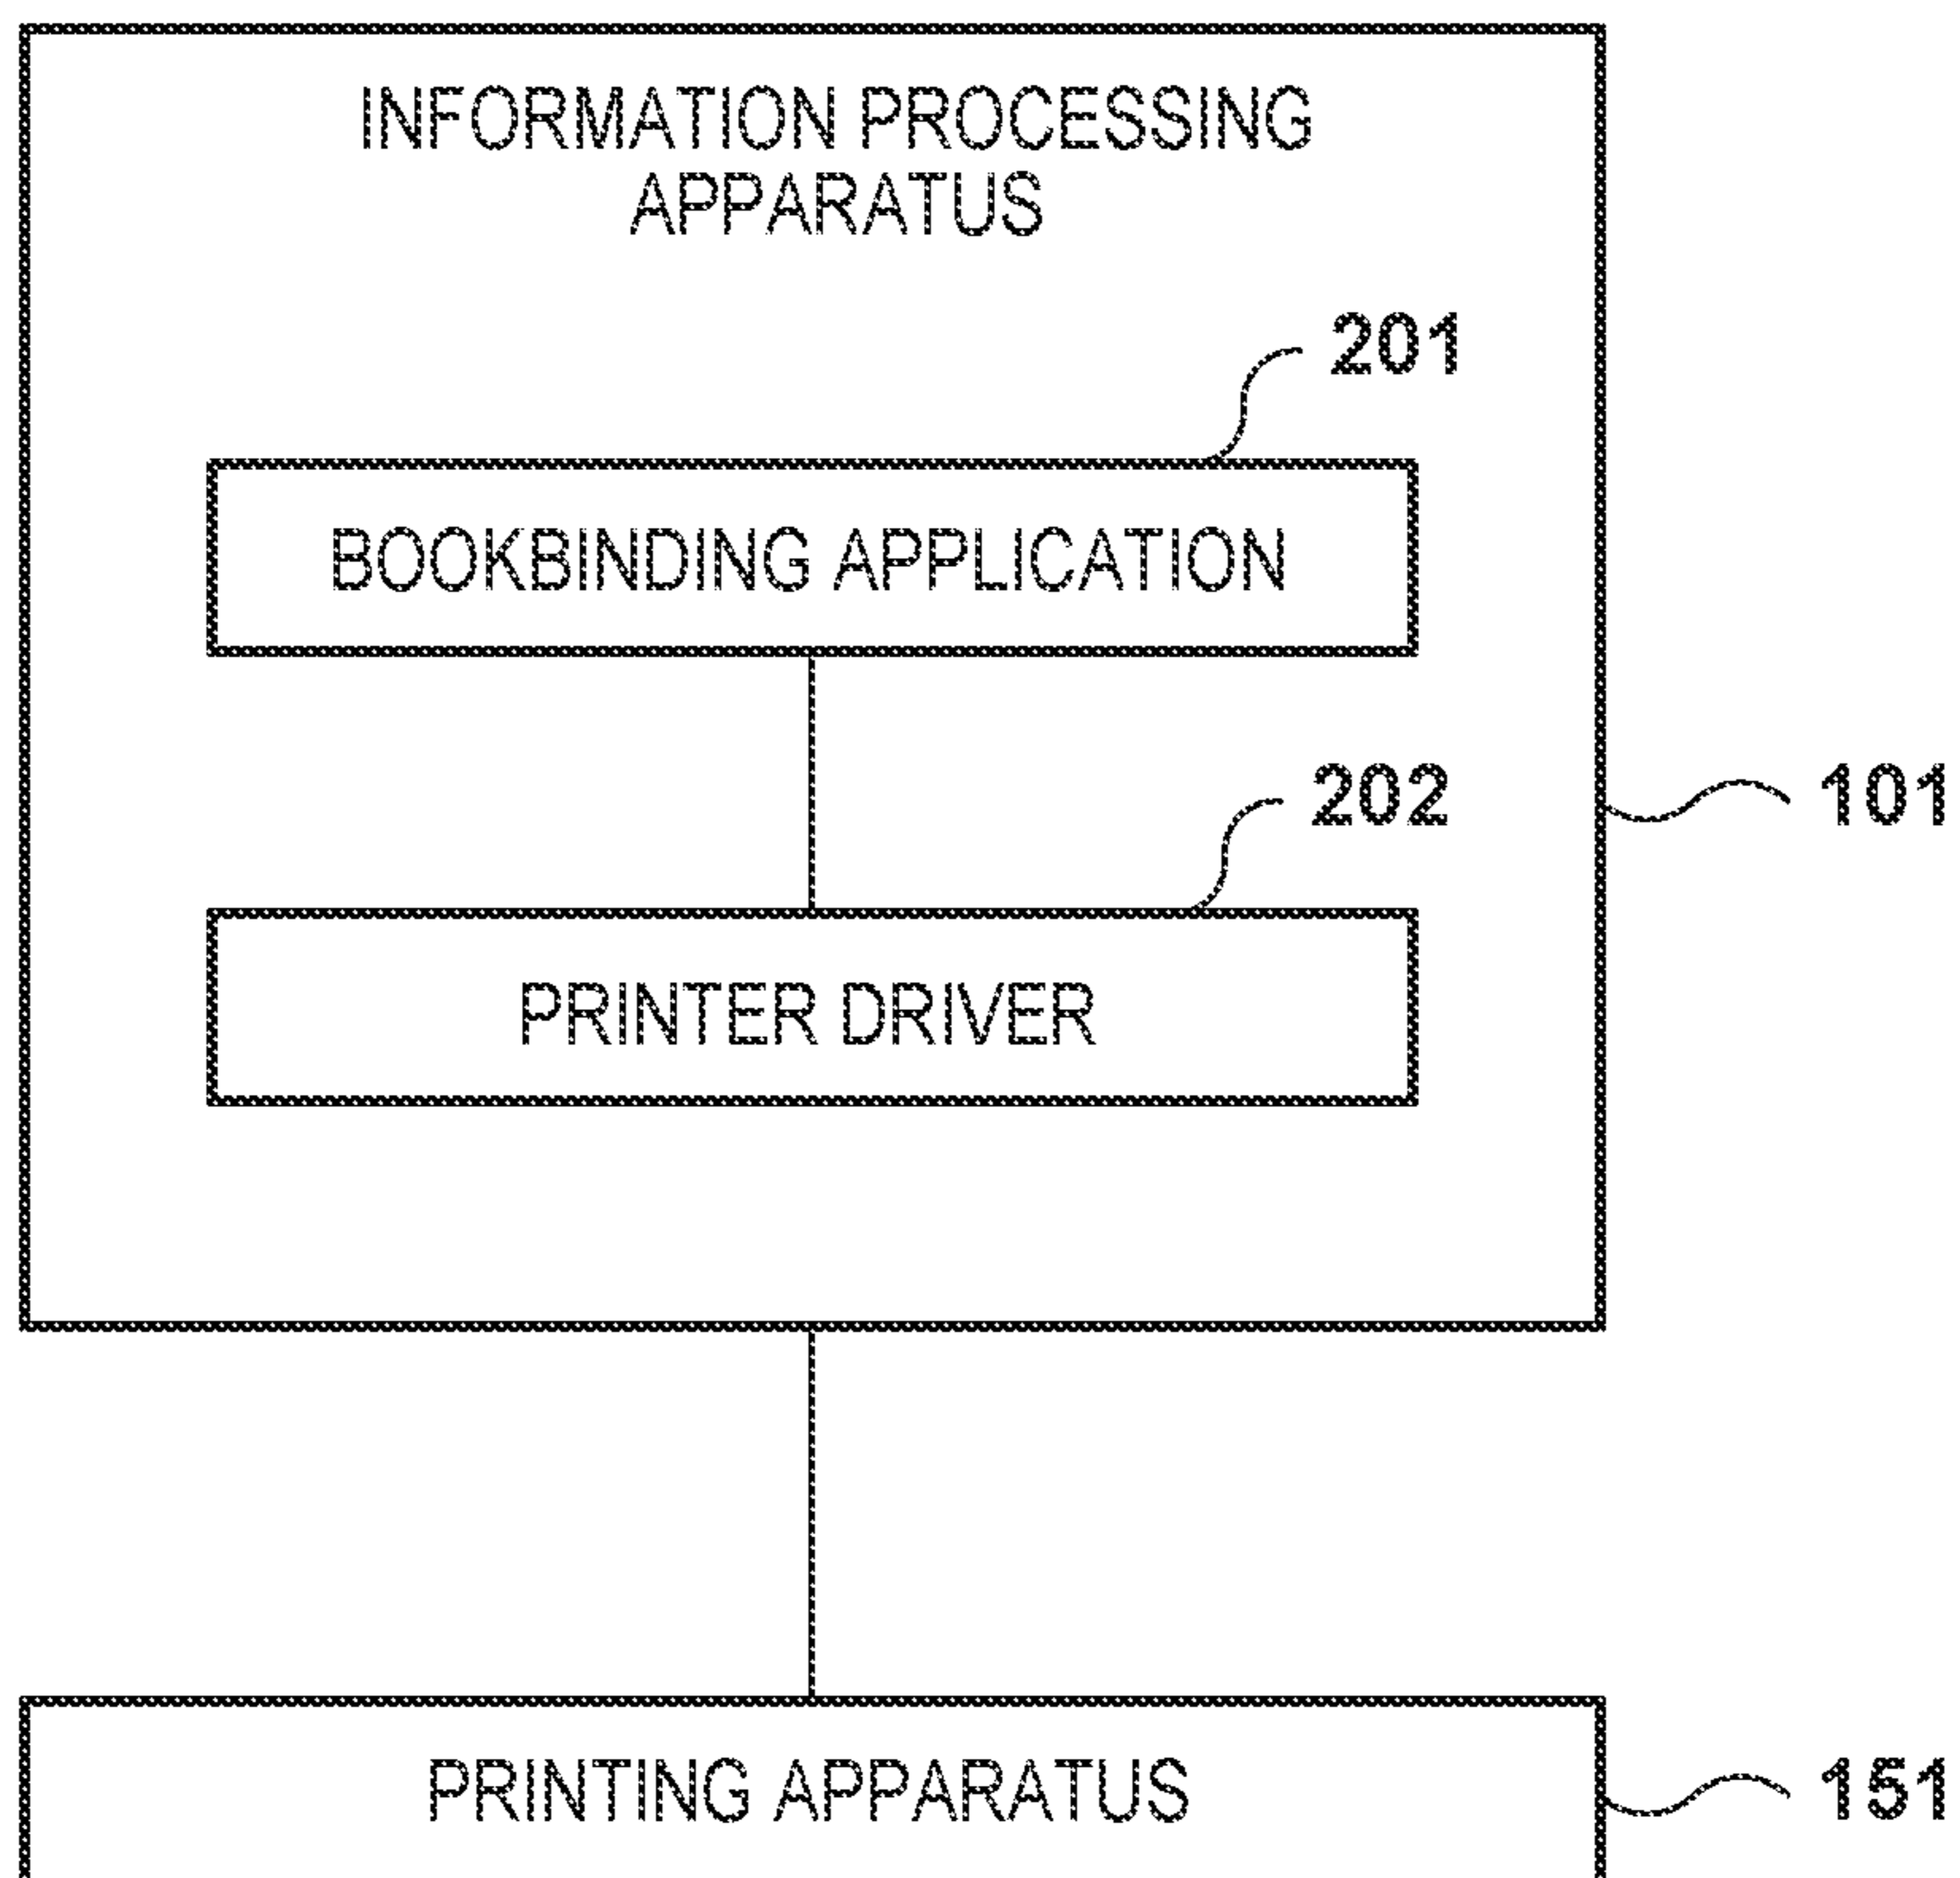 INFORMATION PROCESSING
APPARATUS
201
BOOKBINDING APPLICATION
202
101
PRINTER DRIVER
PRINTING APPARATUS
151